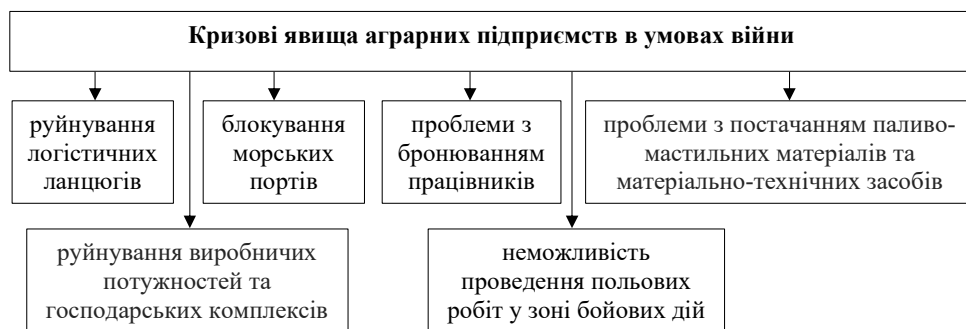 Кризові явища аграрних підприємств в умовах війни
руйнування
логістичних
ланцюгів
блокування
морських
портів
проблеми з
бронюванням
працівників
проблеми з постачанням паливо-
мастильних матеріалів та
матеріально-технічних засобів
руйнування виробничих
потужностей та
господарських комплексів
неможливість
проведення польових
робіт у зоні бойових дій